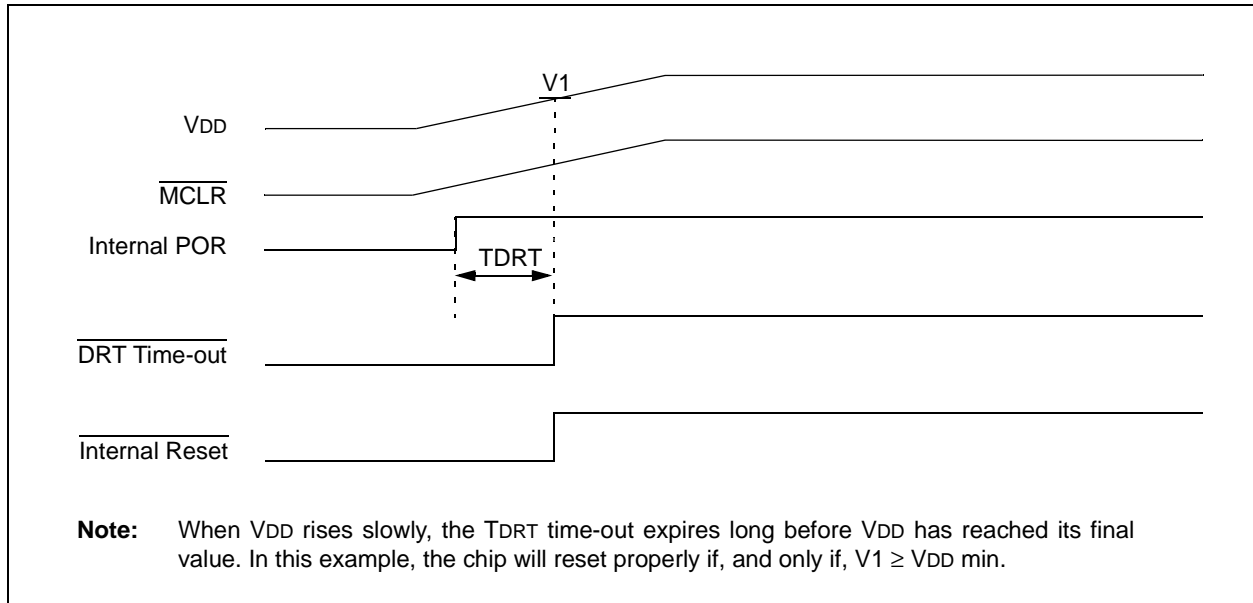 V1
VDD
MCLR
Internal POR
TDRT
DRT Time-out
Internal Reset
Note: When VDD rises slowly, the TDRT time-out expires long before VDD has reached its final
value. In this example, the chip will reset properly if, and only if, V1 ≥ VDD min.